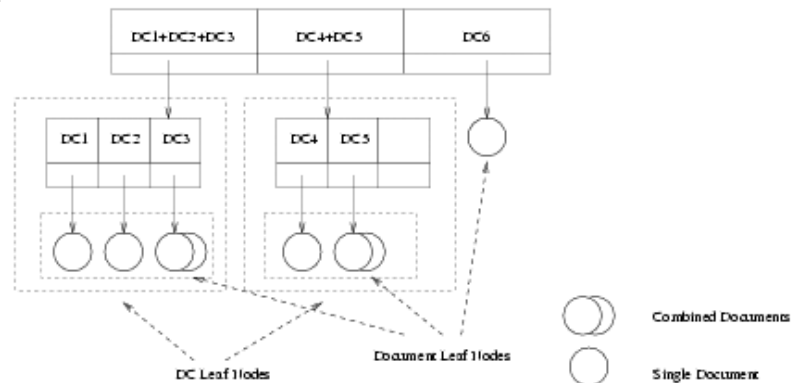 DC1+DC2+DC3 DC4+DC5 DC6
DC1 DC2 DC3 DC4 DC5
Combined Documents
Document Leaf Nodes
DC Leaf Nodes
Single Document